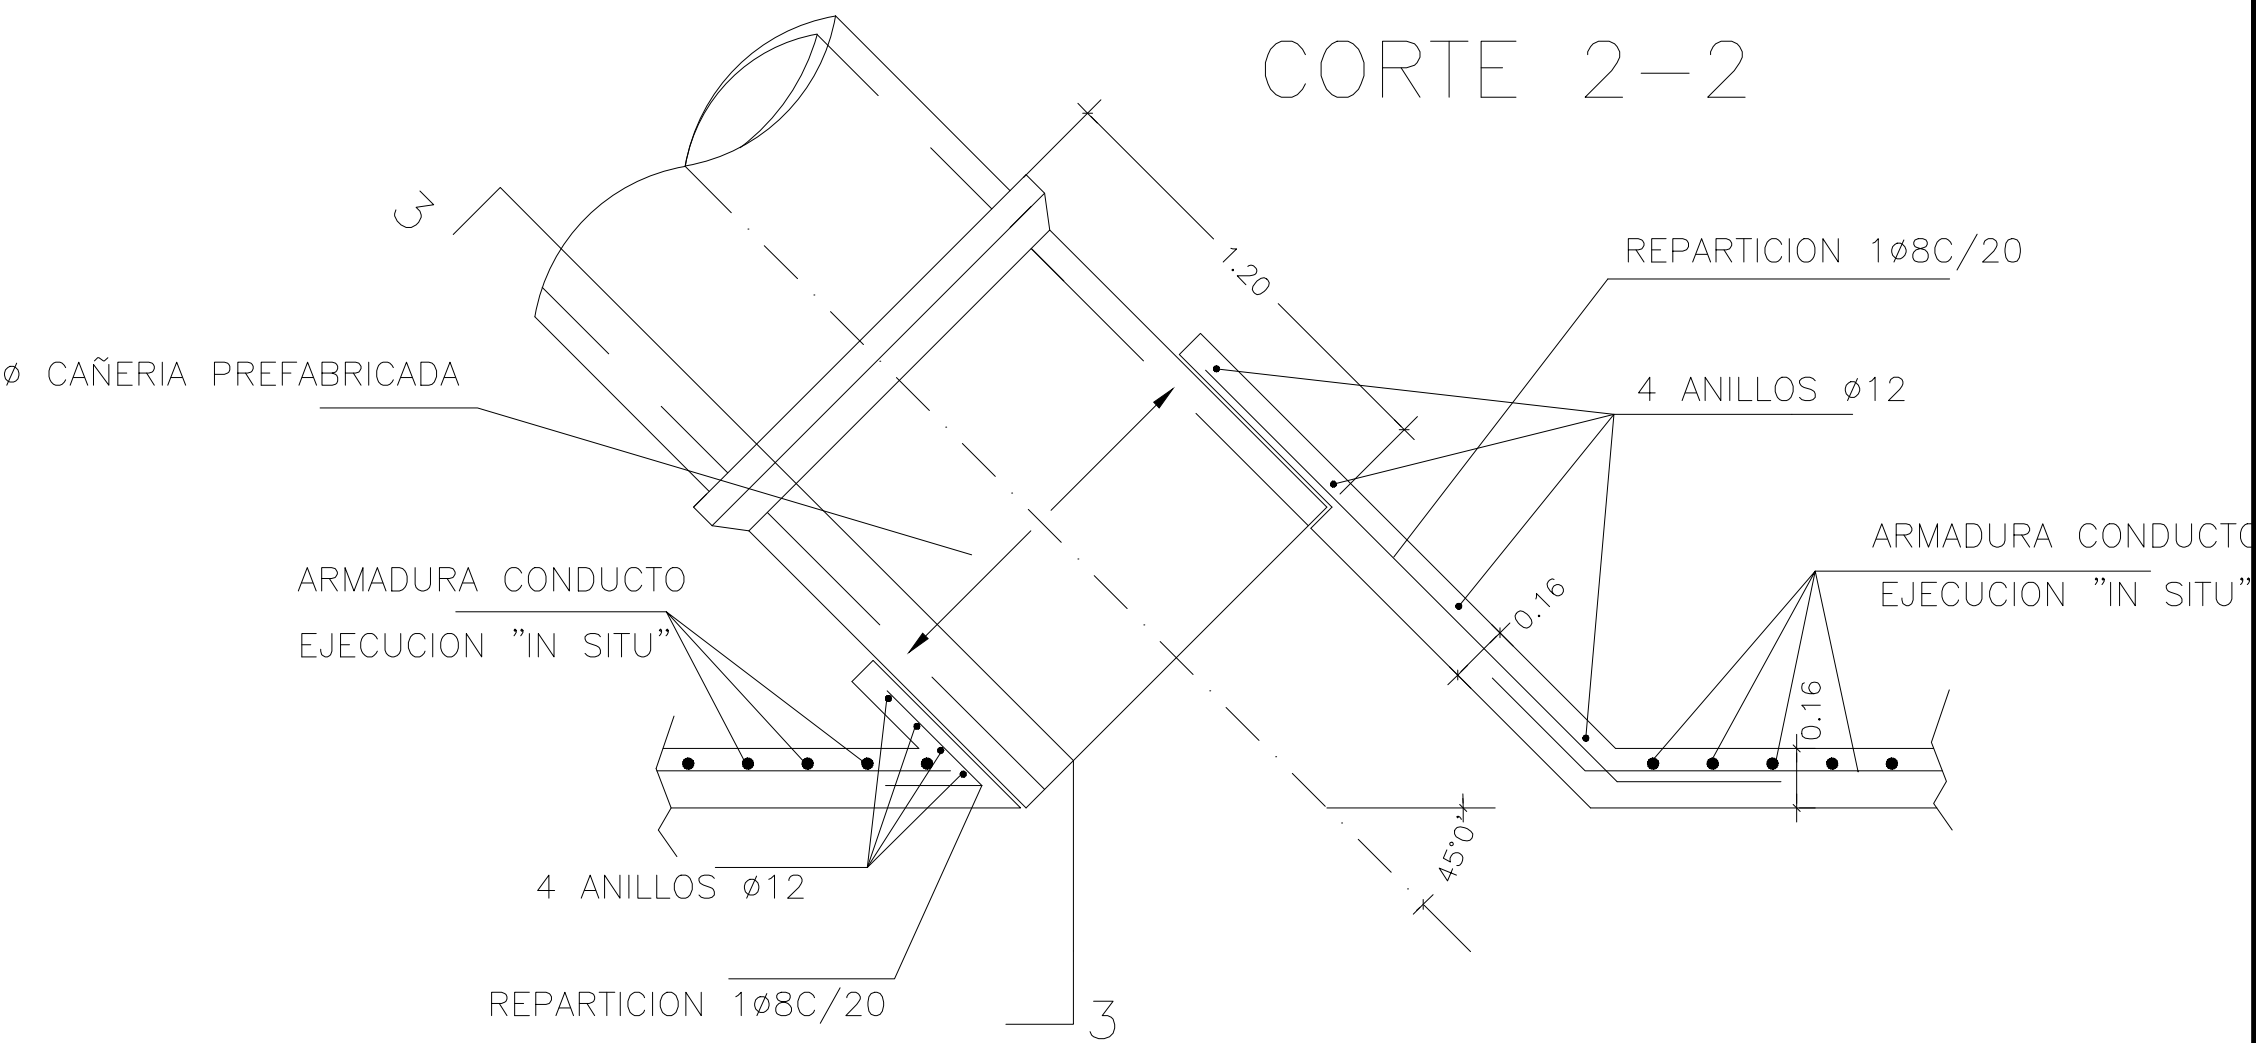 CORTE 2-2
3
1.20
REPARTICION 1ø8C/20
ø CAÑERIA PREFABRICADA
4 ANILLOS ø12
ARMADURA CONDUCTO
EJECUCION "IN SITU"
ARMADURA CONDUCTO
EJECUCION "IN SITU"
0.16
0.16
45°0'
4 ANILLOS ø12
REPARTICION 1ø8C/20
3